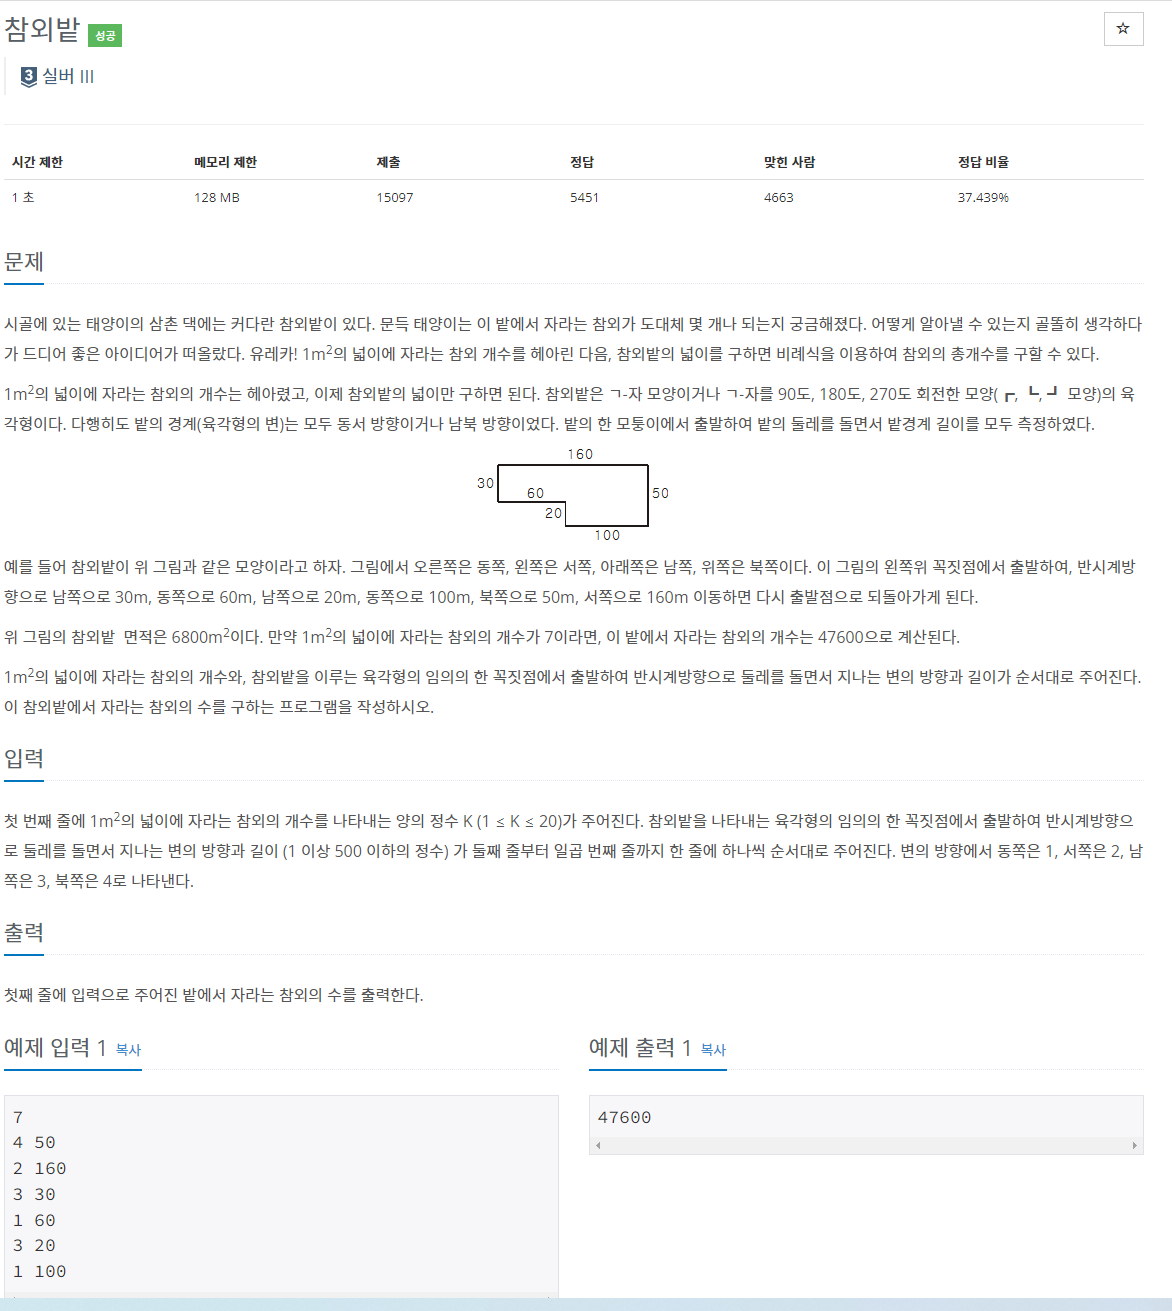 참외밭 성공
☆
3 실버 III
시간 제한 메모리 제한 제출 정답 맞힌 사람 정답 비율
1 초 128 MB 15097 5451 4663 37.439%
문제
시골에 있는 태양이의 삼촌 댁에는 커다란 참외밭이 있다. 문득 태양이는 이 밭에서 자라는 참외가 도대체 몇 개나 되는지 궁금해졌다. 어떻게 알아낼 수 있는지 골똘히 생각하다
가 드디어 좋은 아이디어가 떠올랐다. 유레카! 1m²의 넓이에 자라는 참외 개수를 헤아린 다음, 참외밭의 넓이를 구하면 비례식을 이용하여 참외의 총개수를 구할 수 있다.
1m²의 넓이에 자라는 참외의 개수는 헤아렸고, 이제 참외밭의 넓이만 구하면 된다. 참외밭은 ㄱ-자 모양이거나 ㄱ-자를 90도, 180도, 270도 회전한 모양(┏, ┗, ┛ 모양)의 육
각형이다. 다행히도 밭의 경계(육각형의 변)는 모두 동서 방향이거나 남북 방향이었다. 밭의 한 모퉁이에서 출발하여 밭의 둘레를 돌면서 밭경계 길이를 모두 측정하였다.
160
30
60
50
20
100
예를 들어 참외밭이 위 그림과 같은 모양이라고 하자. 그림에서 오른쪽은 동쪽, 왼쪽은 서쪽, 아래쪽은 남쪽, 위쪽은 북쪽이다. 이 그림의 왼쪽위 꼭짓점에서 출발하여, 반시계방
향으로 남쪽으로 30m, 동쪽으로 60m, 남쪽으로 20m, 동쪽으로 100m, 북쪽으로 50m, 서쪽으로 160m 이동하면 다시 출발점으로 되돌아가게 된다.
위 그림의 참외밭 면적은 6800m²이다. 만약 1m²의 넓이에 자라는 참외의 개수가 7이라면, 이 밭에서 자라는 참외의 개수는 47600으로 계산된다.
1m²의 넓이에 자라는 참외의 개수와, 참외밭을 이루는 육각형의 임의의 한 꼭짓점에서 출발하여 반시계방향으로 둘레를 돌면서 지나는 변의 방향과 길이가 순서대로 주어진다.
이 참외밭에서 자라는 참외의 수를 구하는 프로그램을 작성하시오.
입력
첫 번째 줄에 1m²의 넓이에 자라는 참외의 개수를 나타내는 양의 정수 K (1 ≤ K ≤ 20)가 주어진다. 참외밭을 나타내는 육각형의 임의의 한 꼭짓점에서 출발하여 반시계방향으
로 둘레를 돌면서 지나는 변의 방향과 길이 (1 이상 500 이하의 정수) 가 둘째 줄부터 일곱 번째 줄까지 한 줄에 하나씩 순서대로 주어진다. 변의 방향에서 동쪽은 1, 서쪽은 2, 남
쪽은 3, 북쪽은 4로 나타낸다.
출력
첫째 줄에 입력으로 주어진 밭에서 자라는 참외의 수를 출력한다.
예제 입력 1 복사
7
4 50
2 160
3 30
1 60
3 20
1 100
예제 출력 1 복사
47600